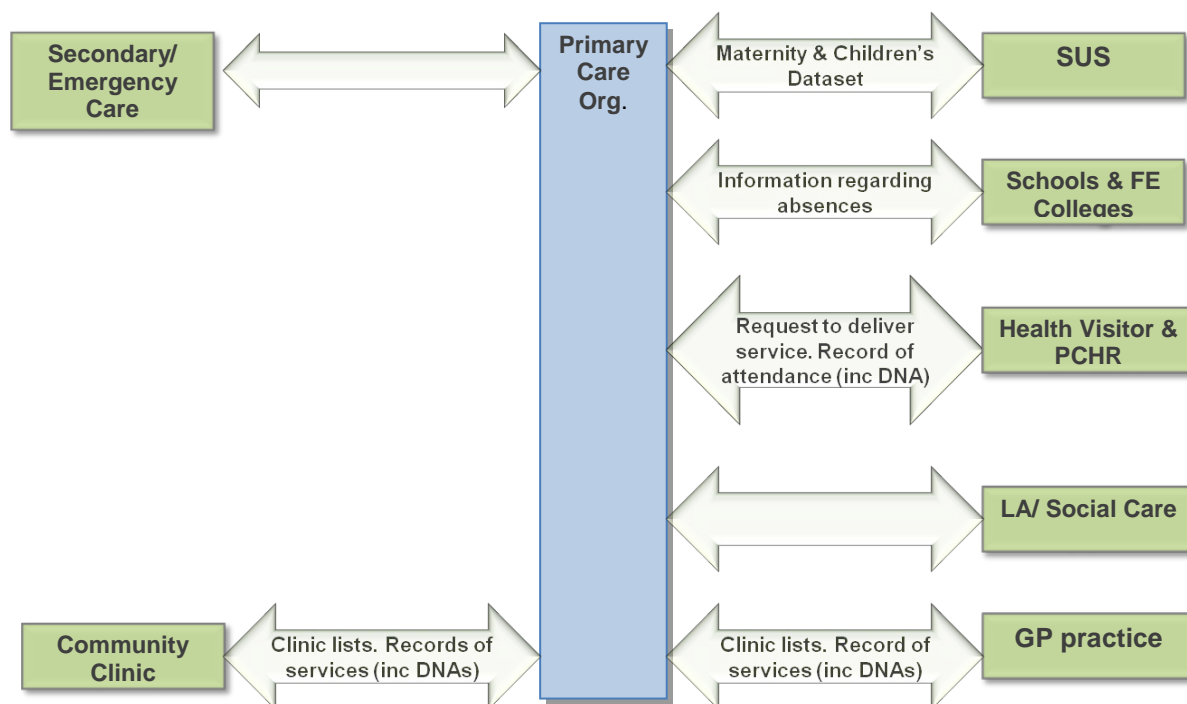 Secondary/
Emergency
Care
Primary
Care
Org.
Maternity & Children's
Dataset
SUS
Information regarding
absences
Schools & FE
Colleges
Request to deliver
service. Record of
attendance (inc DNA)
Health Visitor &
PCHR
LA/ Social Care
Community
Clinic
Clinic lists. Records of
services (inc DNAs)
Clinic lists. Record of
services (inc DNAs)
GP practice